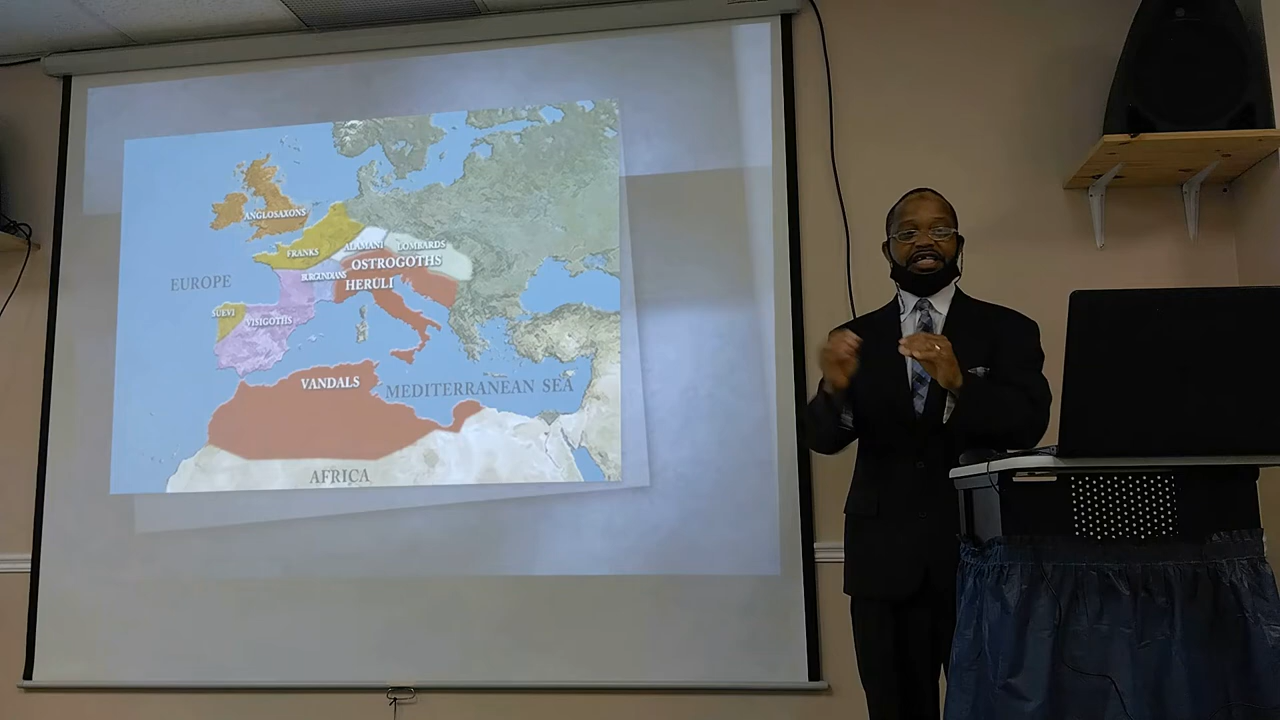 ANGLOSAXONS
FRANKS
ALAMANI
LOMBARDS
OSTROGOTHS
EUROPE
BURGUNDIANS
HERULI
SUEVI
VISIGOTHS
VANDALS
MEDITERRANEAN SEA
AFRICA